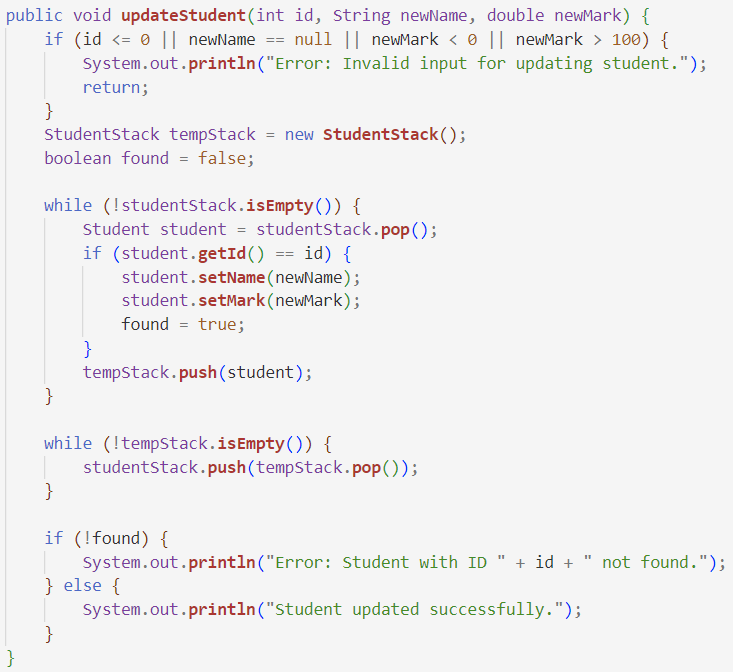 public void updateStudent(int id, String newName, double newMark) {
    if (id <= 0 || newName == null || newMark < 0 || newMark > 100) {
        System.out.println("Error: Invalid input for updating student.");
        return;
    }
    StudentStack tempStack = new StudentStack();
    boolean found = false;

    while (!studentStack.isEmpty()) {
        Student student = studentStack.pop();
        if (student.getId() == id) {
            student.setName(newName);
            student.setMark(newMark);
            found = true;
        }
        tempStack.push(student);
    }

    while (!tempStack.isEmpty()) {
        studentStack.push(tempStack.pop());
    }

    if (!found) {
        System.out.println("Error: Student with ID " + id + " not found.");
    } else {
        System.out.println("Student updated successfully.");
    }
}